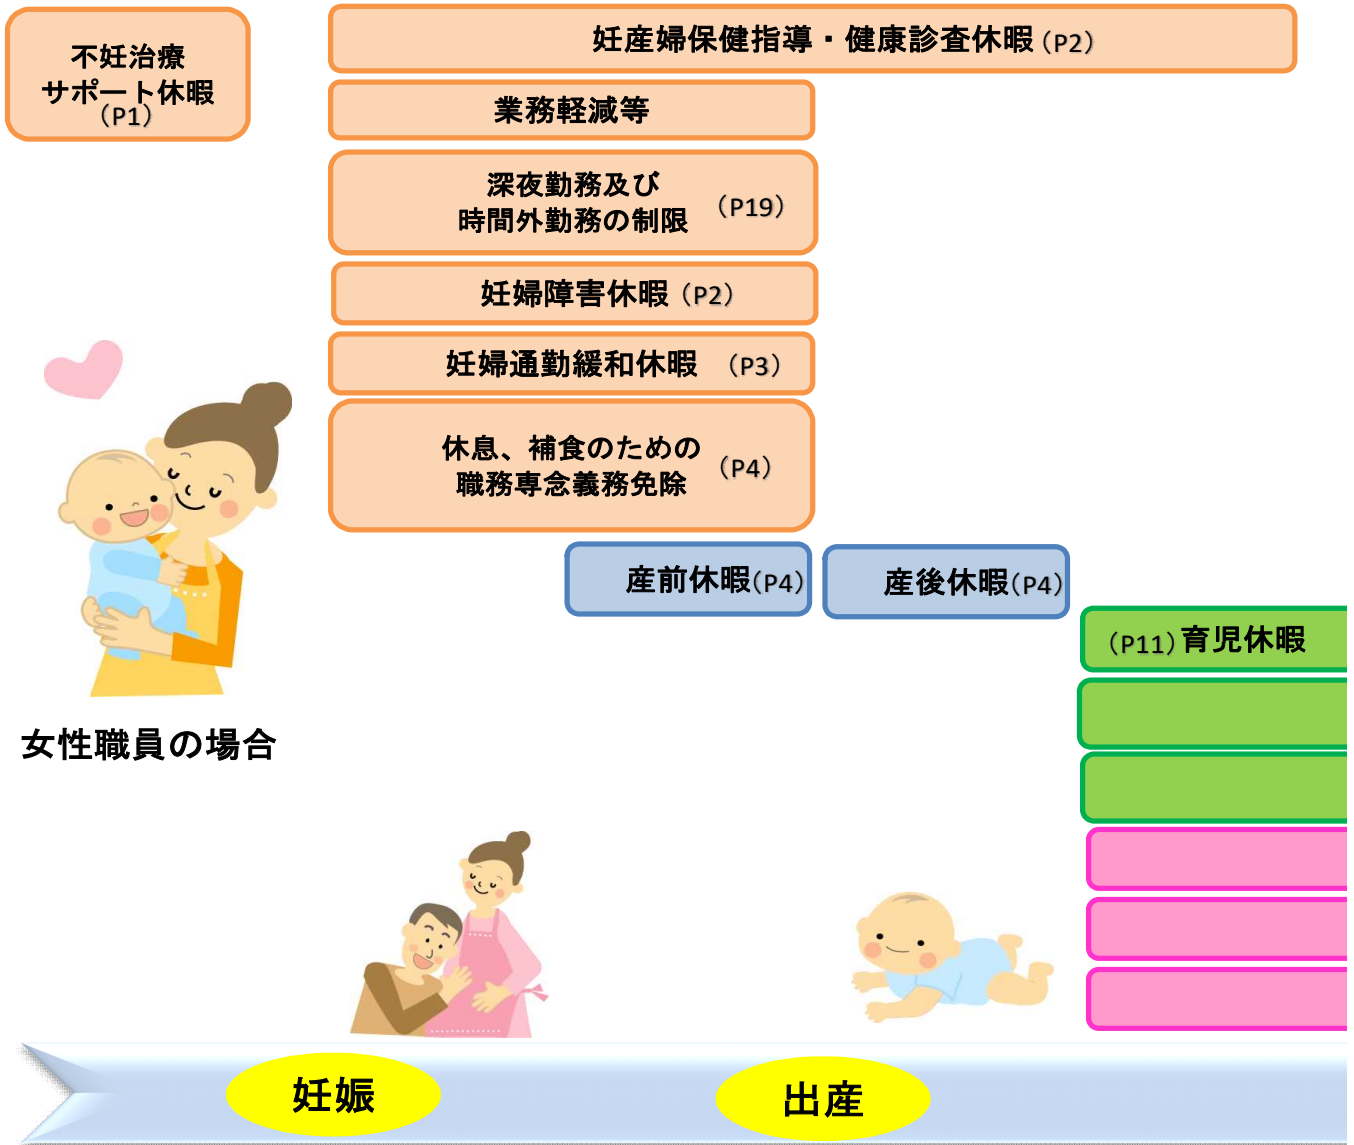 不妊治療
サポート休暇
（P1）
妊産婦保健指導・健康診査休暇（P2）
業務軽減等
深夜勤務及び
時間外勤務の制限 （P19）
妊婦障害休暇（P2）
妊婦通勤緩和休暇 （P3）
休息、補食のための
職務専念義務免除 （P4）
産前休暇(P4)
産後休暇(P4)
（P11）育児休暇
女性職員の場合
妊娠
出産